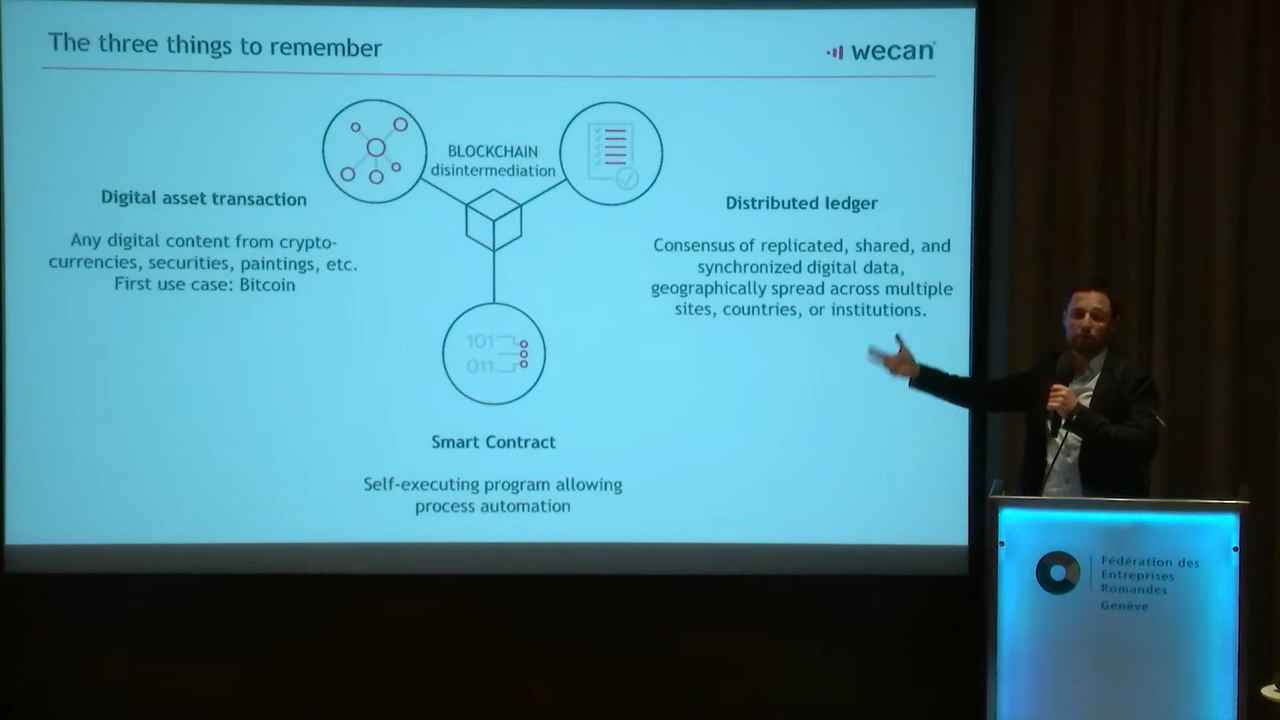 The three things to remember
wecan
BLOCKCHAIN
disintermediation
Digital asset transaction
Any digital content from crypto-
currencies, securities, paintings, etc.
First use case: Bitcoin
Distributed ledger
Consensus of replicated, shared, and
synchronized digital data,
geographically spread across multiple
sites, countries, or institutions.
101
011
Smart Contract
Self-executing program allowing
process automation
Fédération des
Entreprises
Romandes
Genève